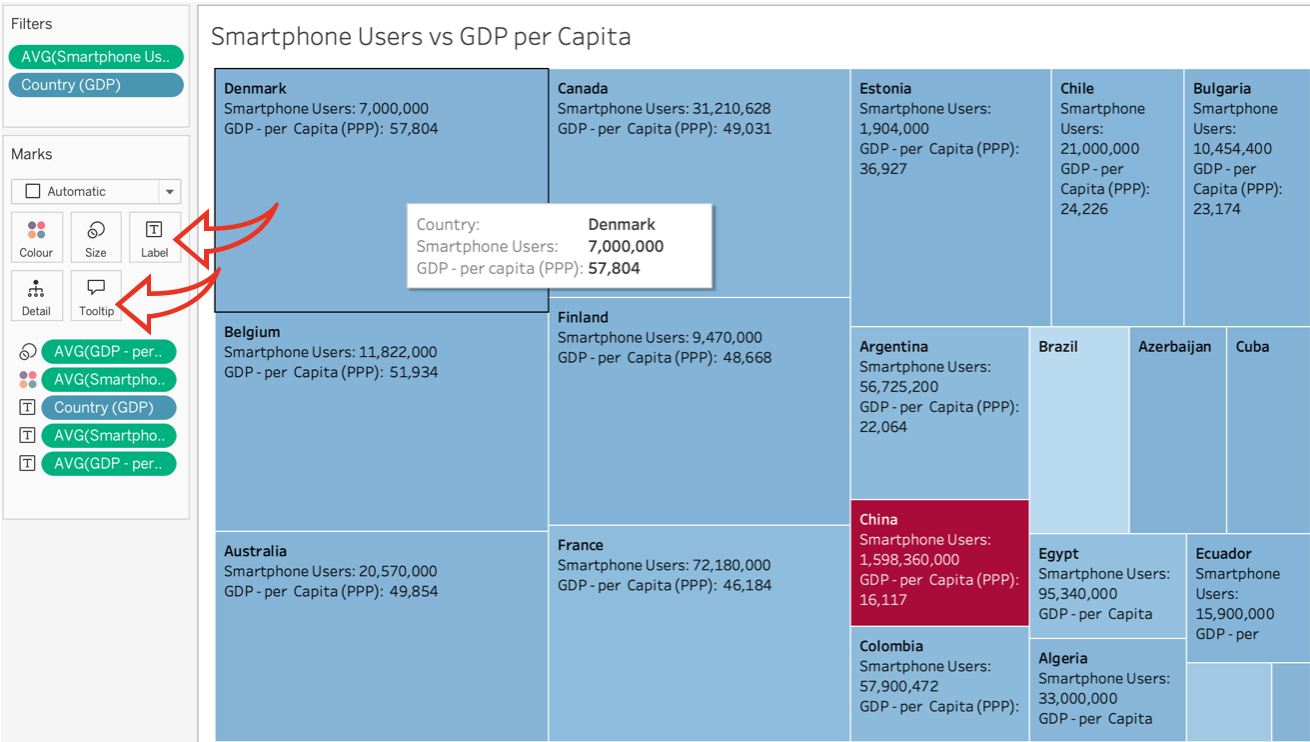 Filters
AVG(Smartphone Us..
Country (GDP)
Marks
Automatic
Colour
Size
Label
Detail
Tooltip
AVG(GDP - per..
AVG(Smartpho..
Country (GDP)
AVG(Smartpho..
AVG(GDP - per..
Smartphone Users vs GDP per Capita
Denmark
Smartphone Users: 7,000,000
GDP - per Capita (PPP): 57,804
Country: Denmark
Smartphone Users: 7,000,000
GDP - per capita (PPP): 57,804
Belgium
Smartphone Users: 11,822,000
GDP - per Capita (PPP): 51,934
Australia
Smartphone Users: 20,570,000
GDP - per Capita (PPP): 49,854
Canada
Smartphone Users: 31,210,628
GDP - per Capita (PPP): 49,031
Finland
Smartphone Users: 9,470,000
GDP - per Capita (PPP): 48,668
France
Smartphone Users: 72,180,000
GDP - per Capita (PPP): 46,184
Estonia
Smartphone Users:
1,904,000
GDP - per Capita (PPP):
36,927
Chile
Smartphone
Users:
21,000,000
GDP - per
Capita (PPP):
24,226
Bulgaria
Smartphone
Users:
10,454,400
GDP - per
Capita (PPP):
23,174
Argentina
Smartphone Users:
56,725,200
GDP - per Capita (PPP):
22,064
Brazil
Azerbaijan
Cuba
China
Smartphone Users:
1,598,360,000
GDP - per Capita (PPP):
16,117
Colombia
Smartphone Users:
57,900,472
GDP - per Capita (PPP):
Egypt
Smartphone Users:
95,340,000
GDP - per Capita
Ecuador
Smartphone
Users:
15,900,000
GDP - per
Algeria
Smartphone Users:
33,000,000
GDP - per Capita